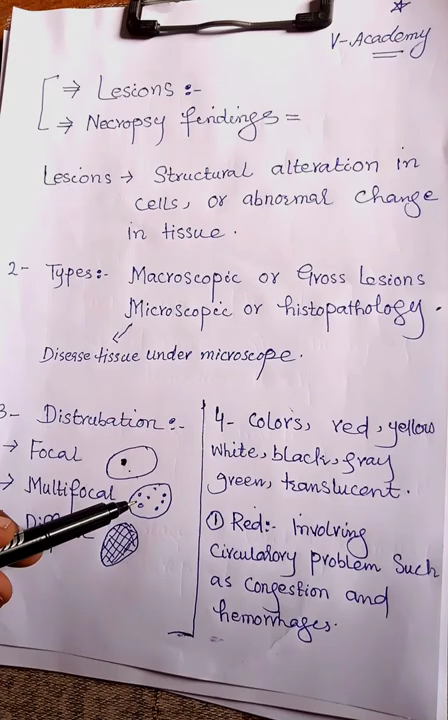 V-Academy
→ Lesions :-
→ Necropsy findings =
Lesions → Structural alteration in
cells, or abnormal change
in tissue.
2- Types:- Macroscopic or Gross Lesions
Microscopic or histopathology.
Disease tissue under microscope.
3- Distrubation :-
→ Focal
→ Multifocal
4- Colors, red, yellow
white, black, gray
green, translucent.
① Red:- Involving
Circulatory problem Such
as Congestion and
hemorrhages.